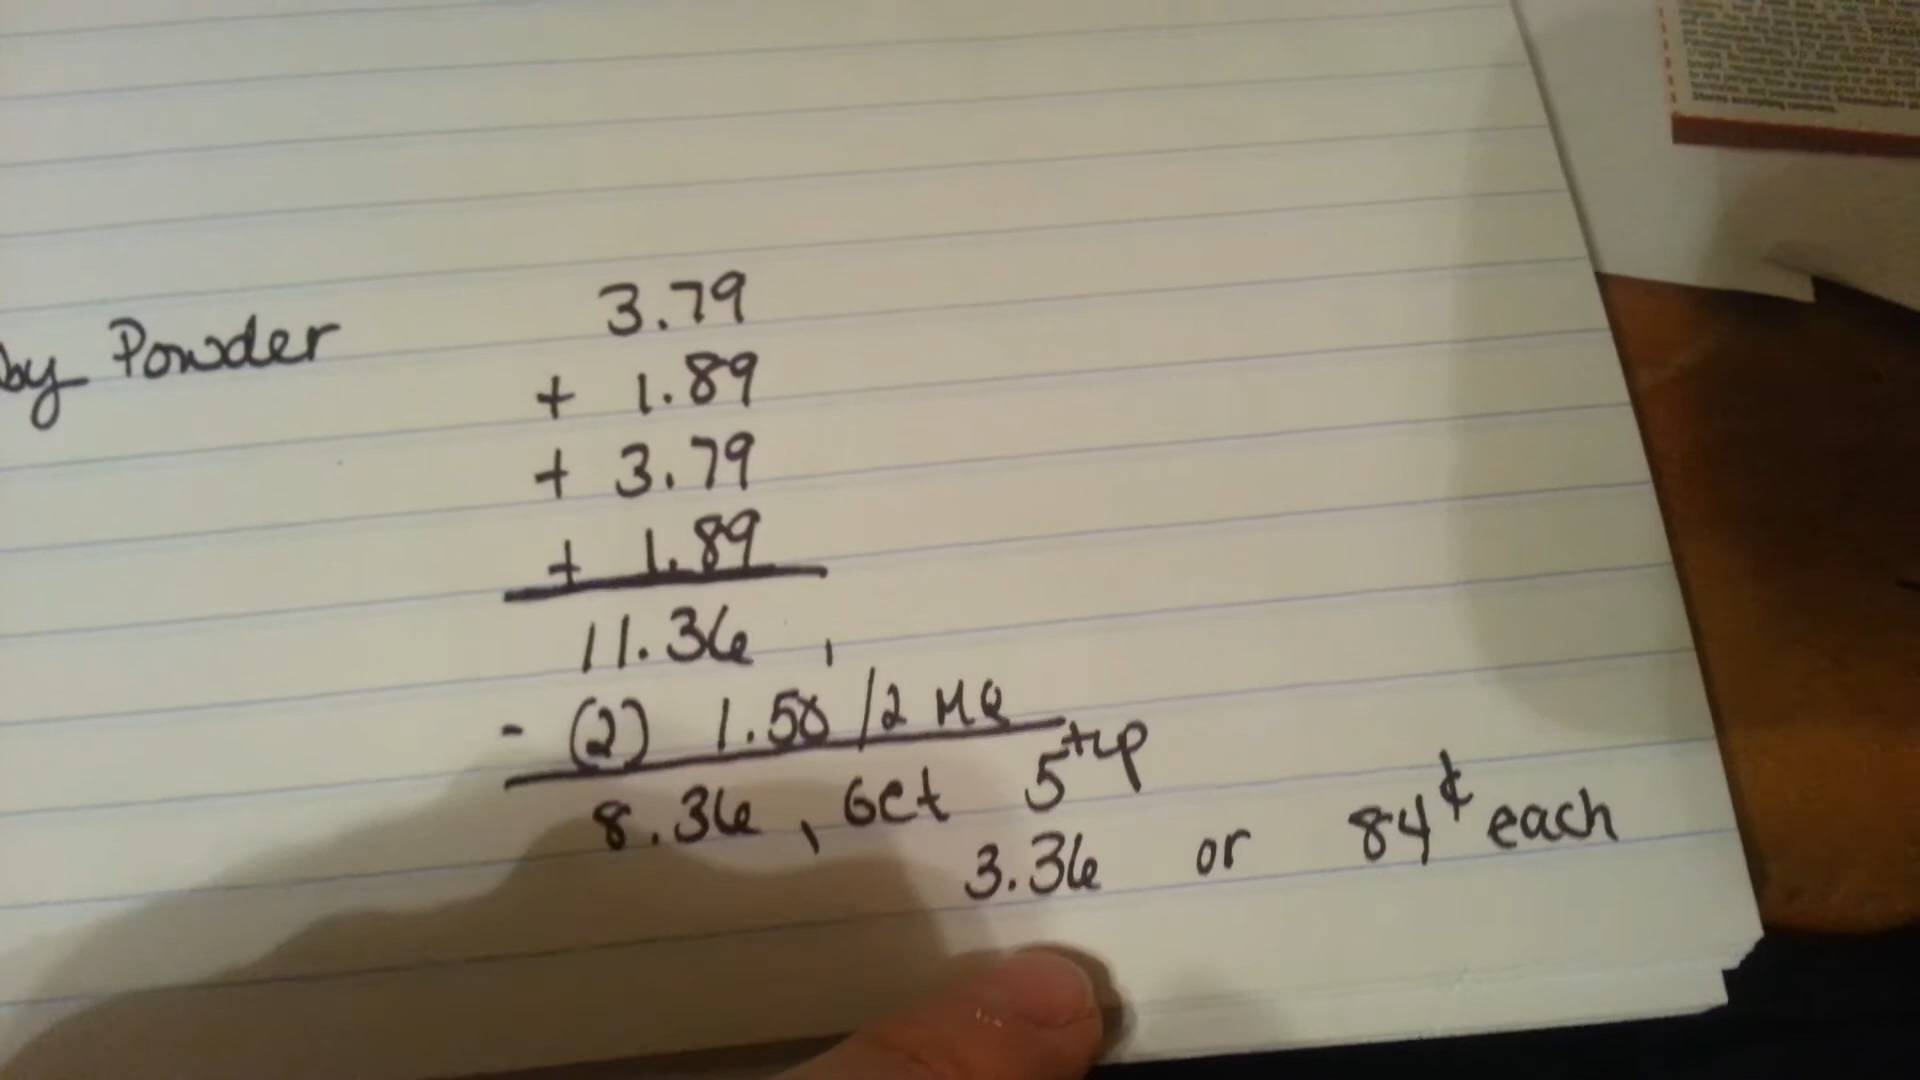 by Powder
3.79
+ 1.89
+ 3.79
+ 1.89
11.36
- (2) 1.50 /2 MQ
8.36, Get 5 +up
3.36 or 84¢ each